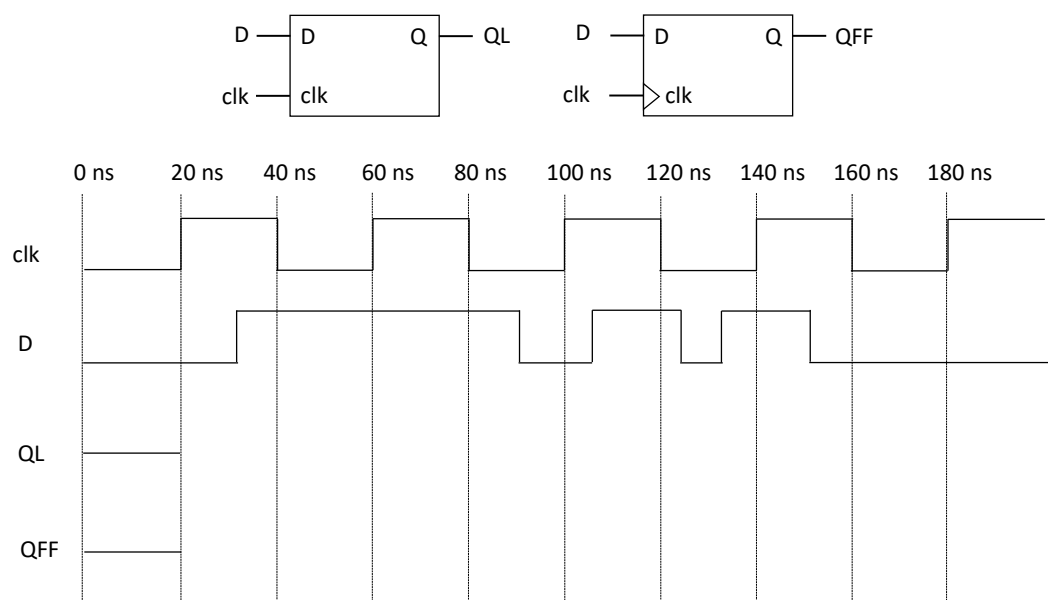 D D Q QL D D Q QFF
clk clk clk clk
0 ns 20 ns 40 ns 60 ns 80 ns 100 ns 120 ns 140 ns 160 ns 180 ns
clk
D
QL
QFF